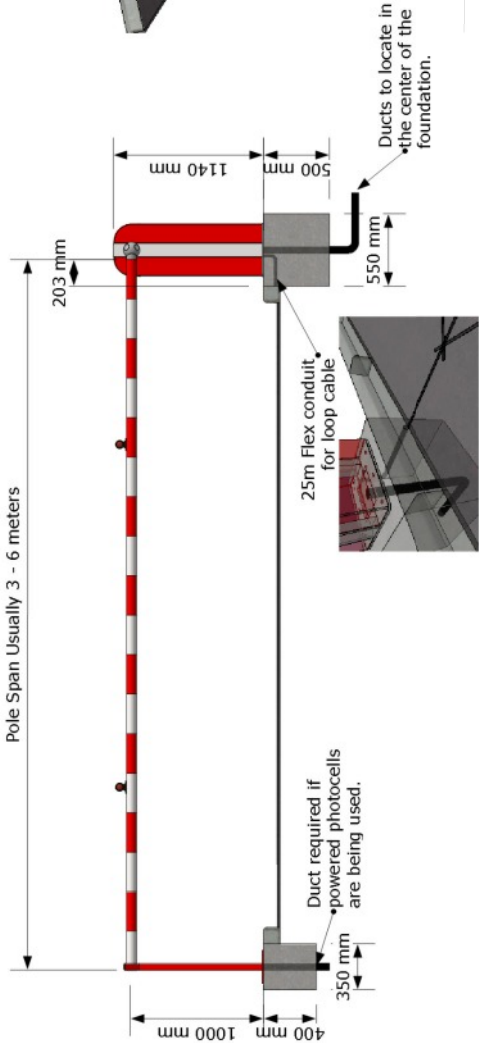 Pole Span Usually 3 - 6 meters
203 mm
1140 mm
500 mm
550 mm
Ducts to locate in
the center of the
foundation.
25m Flex conduit
for loop cable
Duct required if
powered photocells
are being used.
1000 mm
400 mm
350 mm